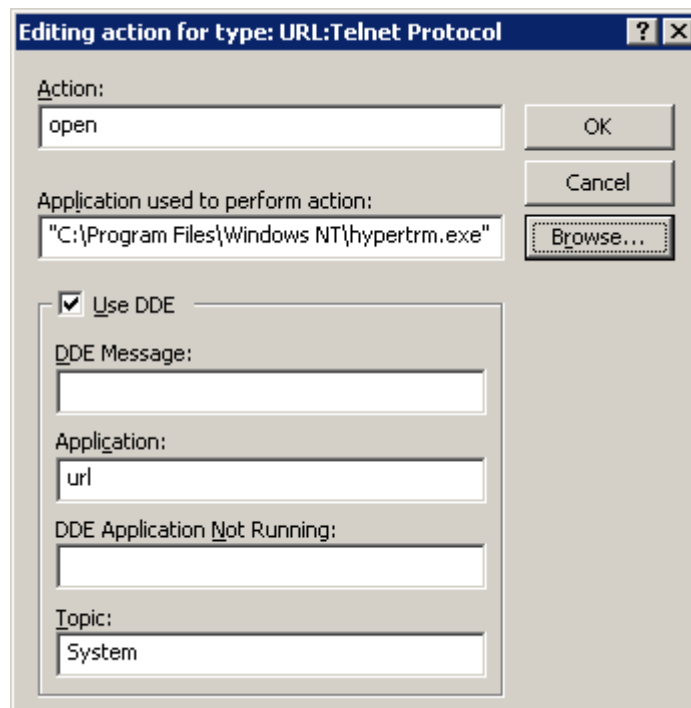 Editing action for type: URL:Telnet Protocol
Action:
open
OK
Cancel
Application used to perform action:
"C:\Program Files\Windows NT\hypertrm.exe"
Browse...
Use DDE
DDE Message:
Application:
url
DDE Application Not Running:
Topic:
System